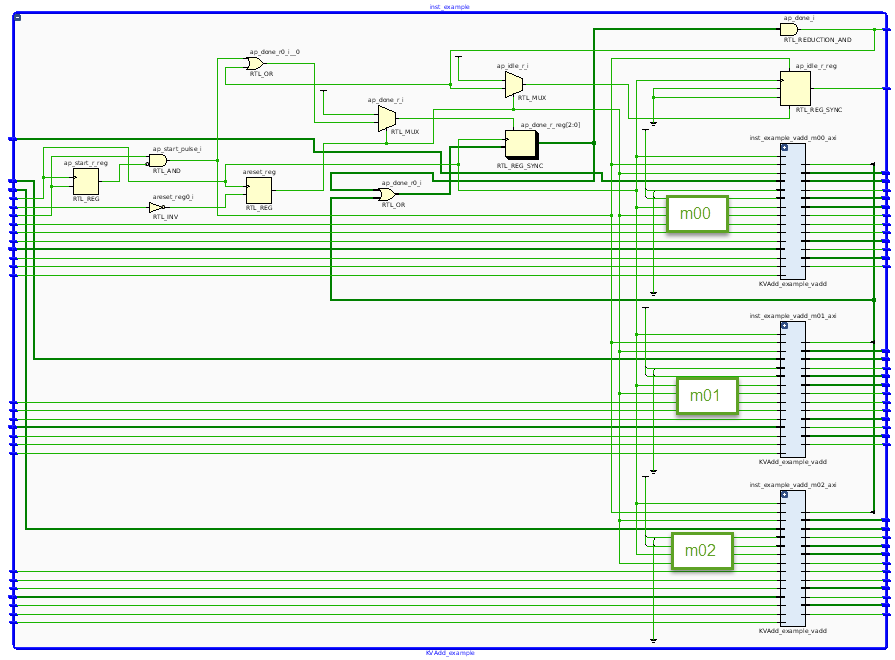 inst_example
ap_done_i
RTL_REDUCTION_AND
ap_done_r0_i__0
RTL_OR
ap_idle_r_i
RTL_MUX
ap_idle_r_reg
RTL_REG_SYNC
ap_done_r_i
RTL_MUX
ap_done_r_reg[2:0]
RTL_REG_SYNC
inst_example_vadd_m00_axi
ap_start_pulse_i
RTL_AND
ap_start_r_reg
RTL_REG
areset_reg
RTL_REG
ap_done_r0_i
RTL_OR
areset_reg0_i
RTL_INV
m00
KVAdd_example_vadd
inst_example_vadd_m01_axi
m01
KVAdd_example_vadd
inst_example_vadd_m02_axi
m02
KVAdd_example_vadd
KVAdd_example